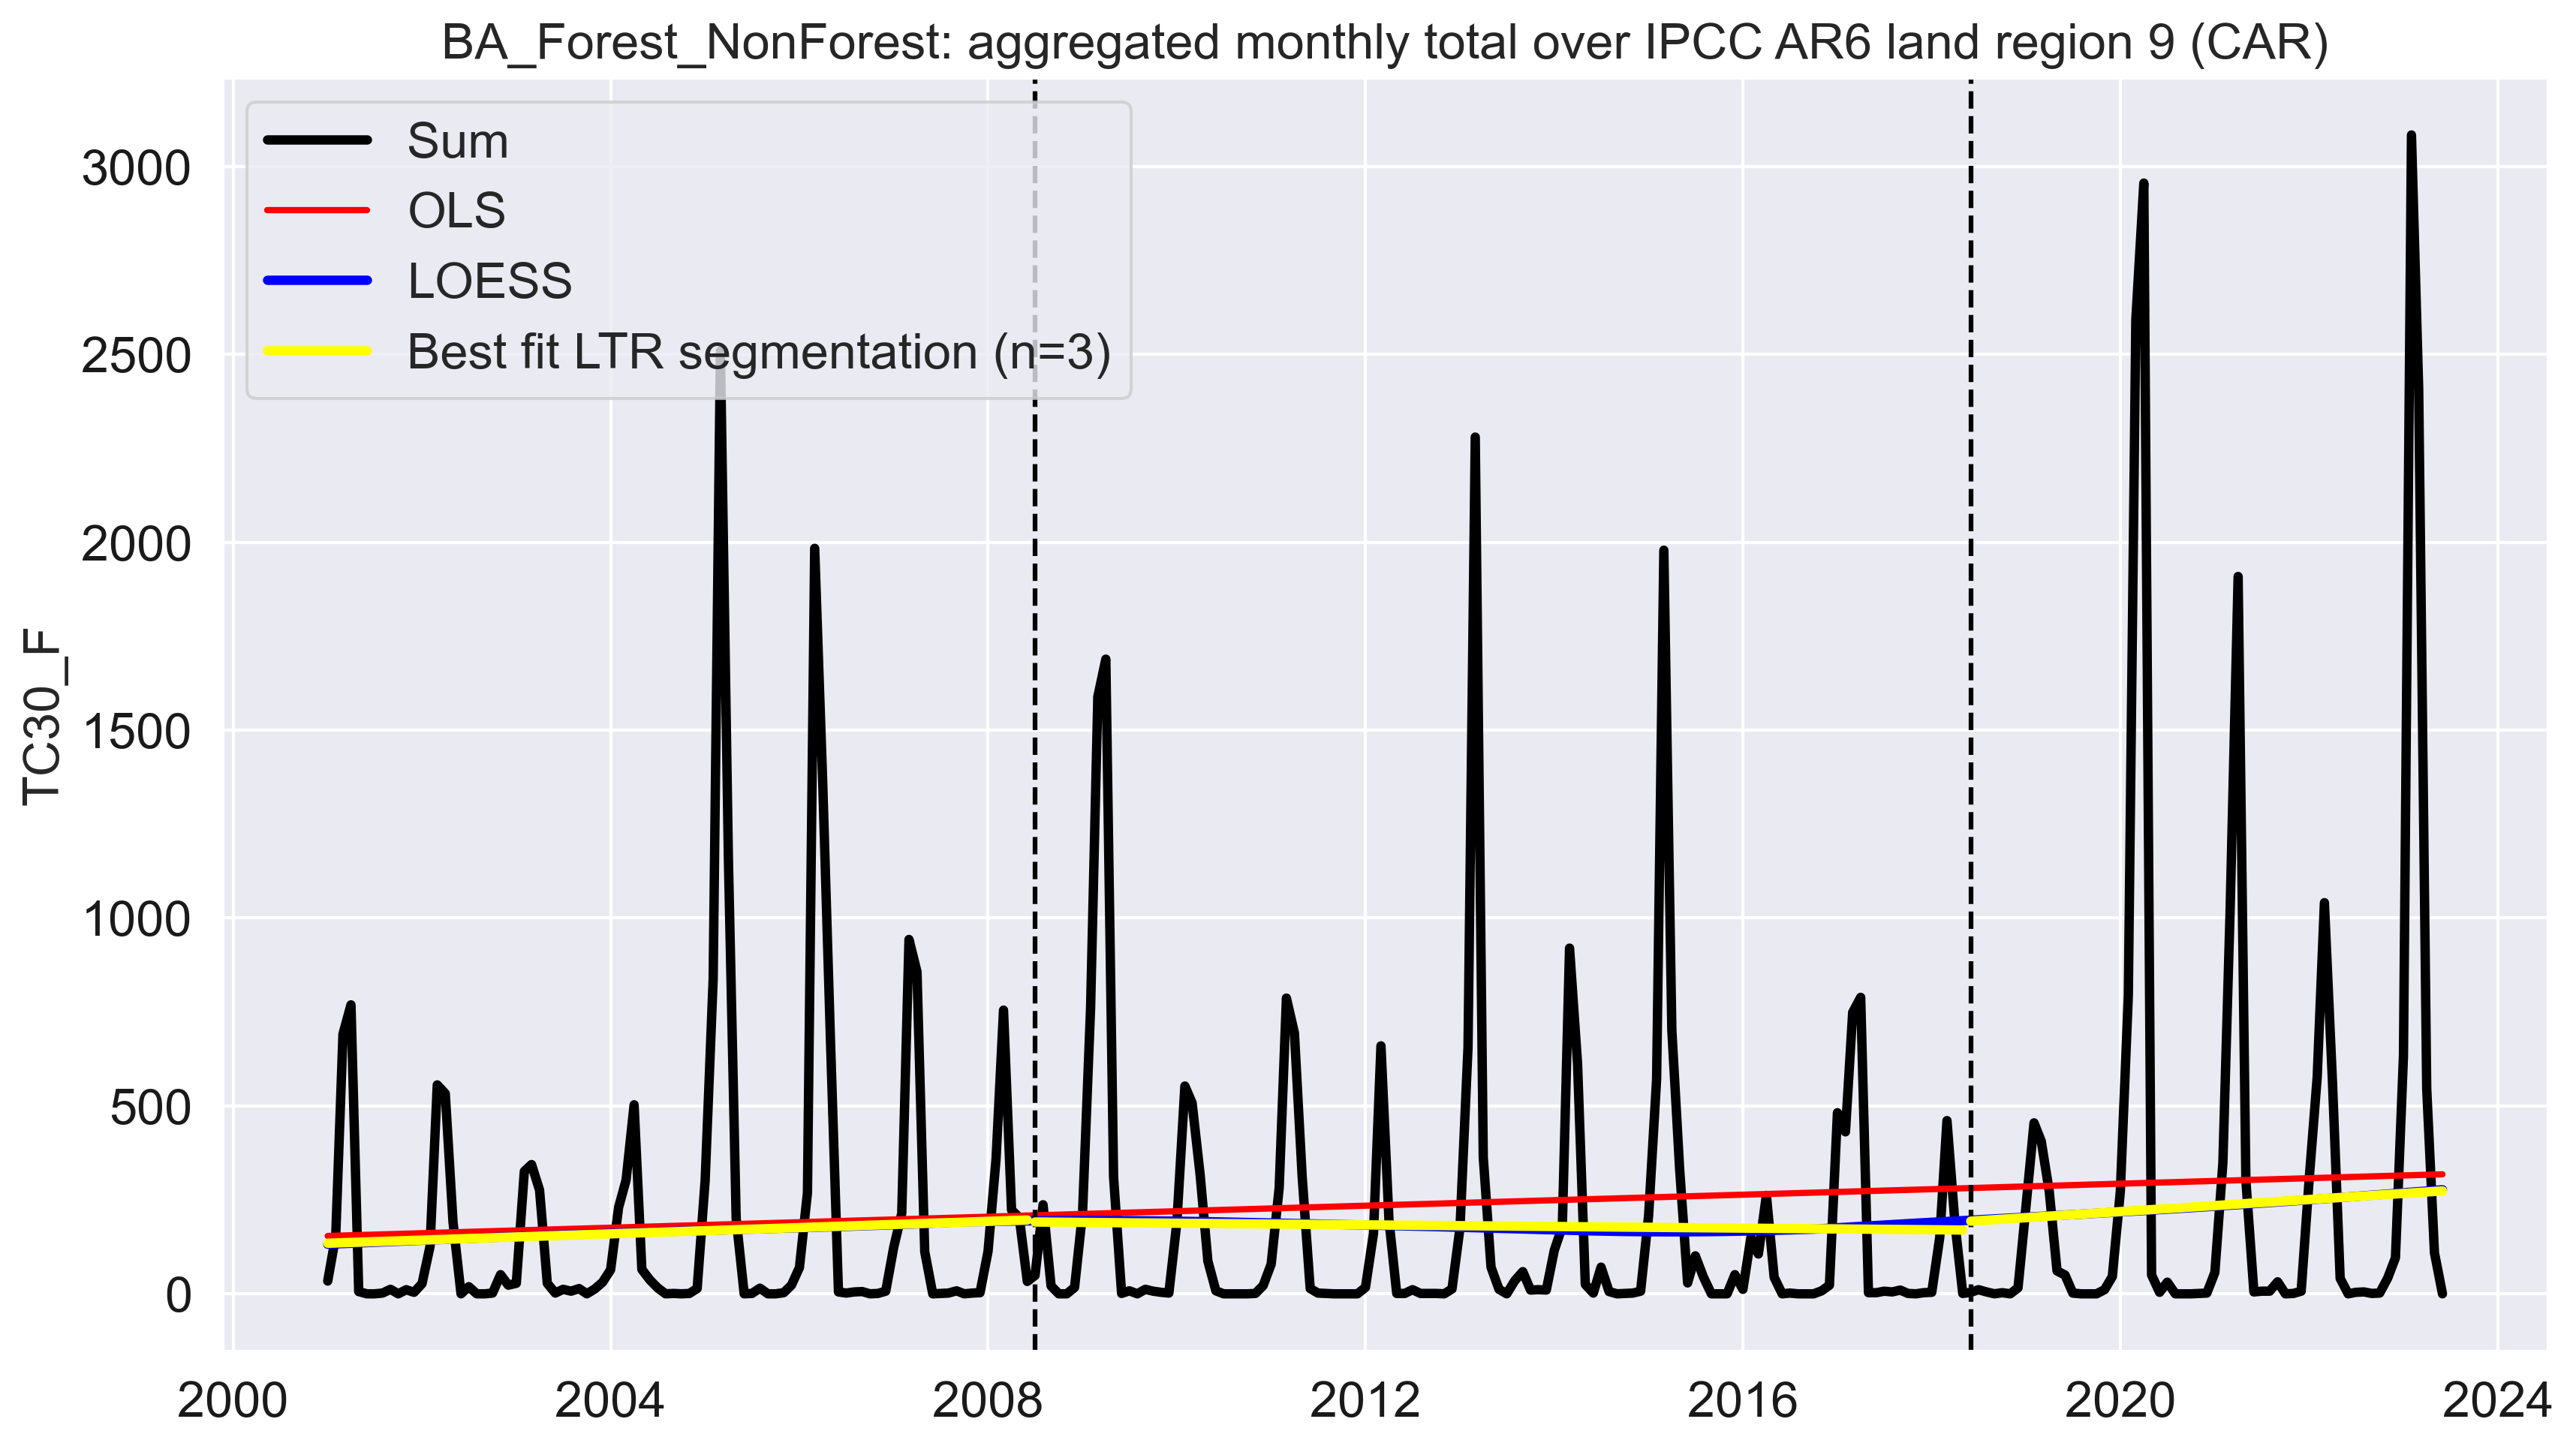 BA_Forest_NonForest: aggregated monthly total over IPCC AR6 land region 9 (CAR)
Sum
OLS
LOESS
Best fit LTR segmentation (n=3)
TC30_F
3000
2500
2000
1500
1000
500
0
2000 2004 2008 2012 2016 2020 2024